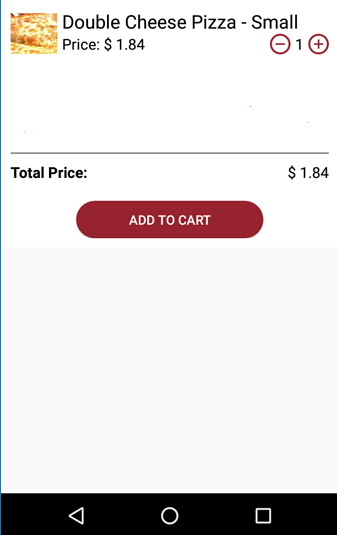 Double Cheese Pizza - Small
Price: $ 1.84
1
Total Price:
$ 1.84
ADD TO CART